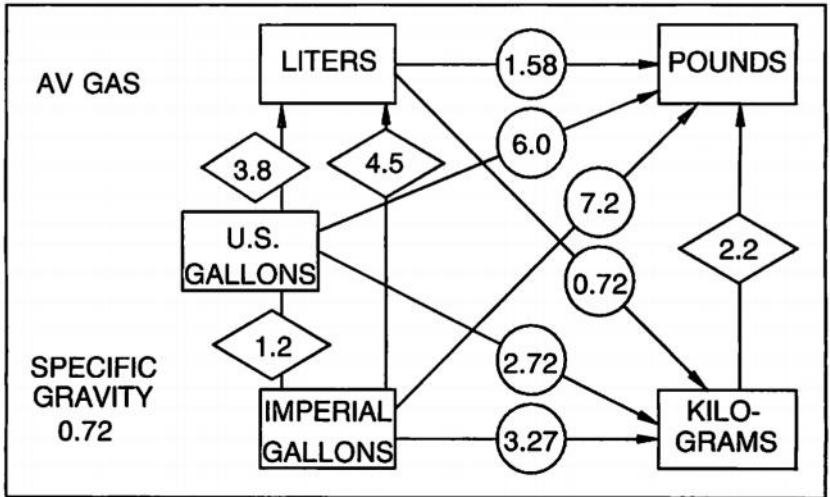 AV GAS
LITERS
1.58
POUNDS
3.8
4.5
6.0
7.2
U.S.
GALLONS
2.2
0.72
1.2
2.72
SPECIFIC
GRAVITY
0.72
IMPERIAL
GALLONS
3.27
KILO-
GRAMS